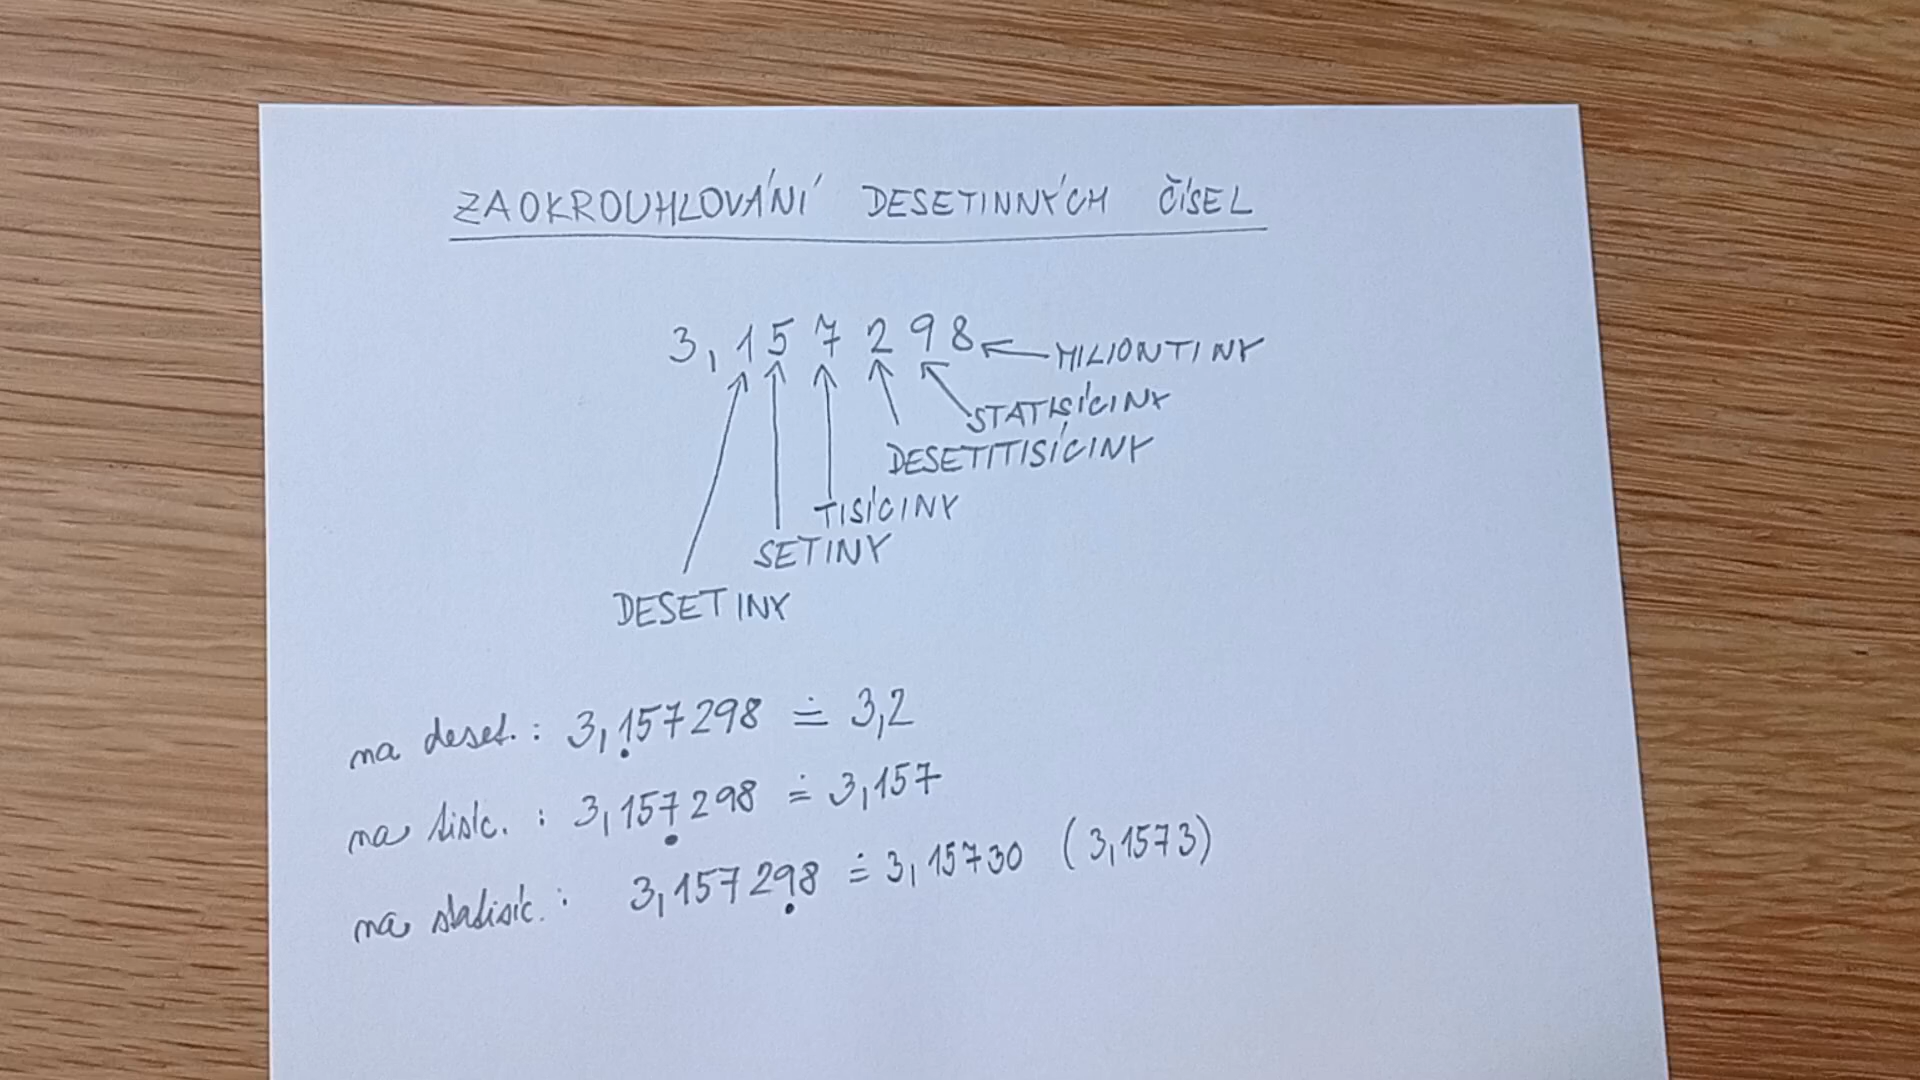 ZAOKROUHLOVÁNÍ DESETINNÝCH ČÍSEL
3,157298
MILIONTINY
STATISÍCINY
DESETITISÍCINY
TISÍCINY
SETINY
DESETINY
na deset. : 3,157298 ≐ 3,2
na tisíc. : 3,157298 ≐ 3,157
na statisíc. : 3,157298 ≐ 3,15730 (3,1573)